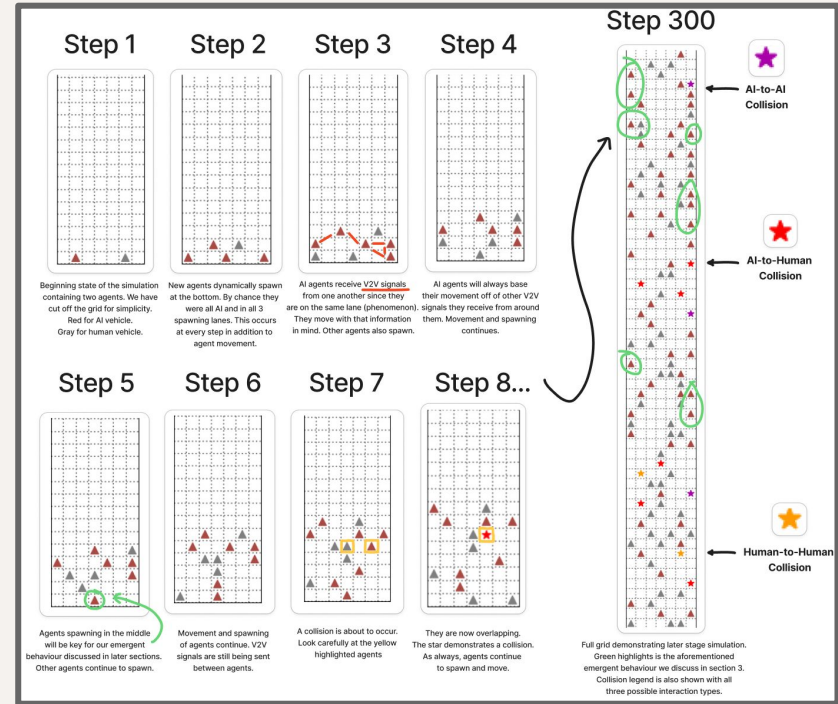 Step 1
Beginning state of the simulation
containing two agents. We have
cut off the grid for simplicity.
Red for AI vehicle.
Gray for human vehicle.
Step 2
New agents dynamically spawn
at the bottom. By chance they
were all AI and in all 3
spawning lanes. This occurs
at every step in addition to
agent movement.
Step 3
AI agents receive V2V signals
from one another since they
are on the same lane (phenomenon).
They move with that information
in mind. Other agents also spawn.
Step 4
AI agents will always base
their movement off of other V2V
signals they receive from around
them. Movement and spawning
continues.
Step 5
Agents spawning in the middle
will be key for our emergent
behaviour discussed in later sections.
Other agents continue to spawn.
Step 6
Movement and spawning
of agents continue. V2V
signals are still being sent
between agents.
Step 7
A collision is about to occur.
Look carefully at the yellow
highlighted agents
Step 8...
They are now overlapping.
The star demonstrates a collision.
As always, agents continue
to spawn and move.
Step 300
AI-to-AI
Collision
AI-to-Human
Collision
Human-to-Human
Collision
Full grid demonstrating later stage simulation.
Green highlights is the aforementioned
emergent behaviour we discuss in section 3.
Collision legend is also shown with all
three possible interaction types.